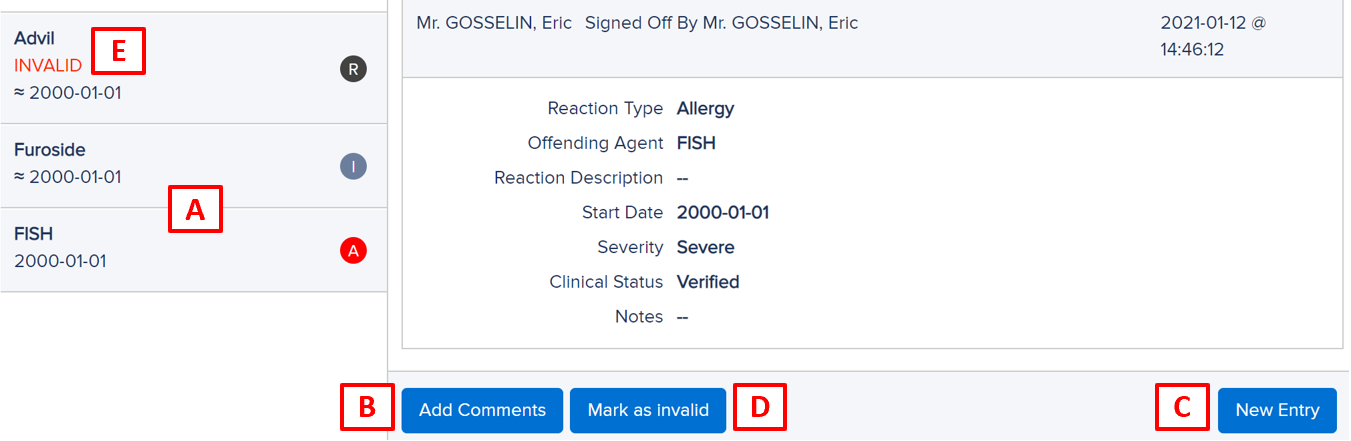 Advil
INVALID
E
≈ 2000-01-01
R
Furoside
≈ 2000-01-01
I
A
FISH
2000-01-01
A
Mr. GOSSELIN, Eric Signed Off By Mr. GOSSELIN, Eric
2021-01-12 @
14:46:12
Reaction Type Allergy
Offending Agent FISH
Reaction Description --
Start Date 2000-01-01
Severity Severe
Clinical Status Verified
Notes --
B Add Comments Mark as invalid D C New Entry